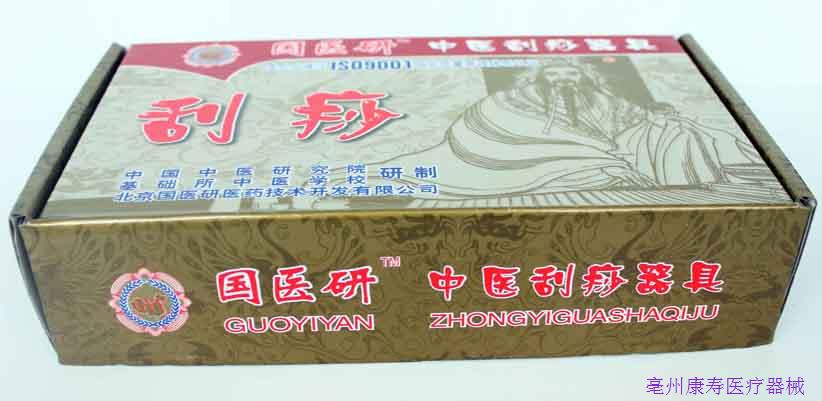 国医研™ 中医刮痧器具
ISO9001
刮痧
中国中医研究院
基础所中医学校 研制
北京国医研医药技术开发有限公司
GYY
国医研™ 中医刮痧器具
GUOYIYAN ZHONGYIGUASHAQIJU
亳州康寿医疗器械